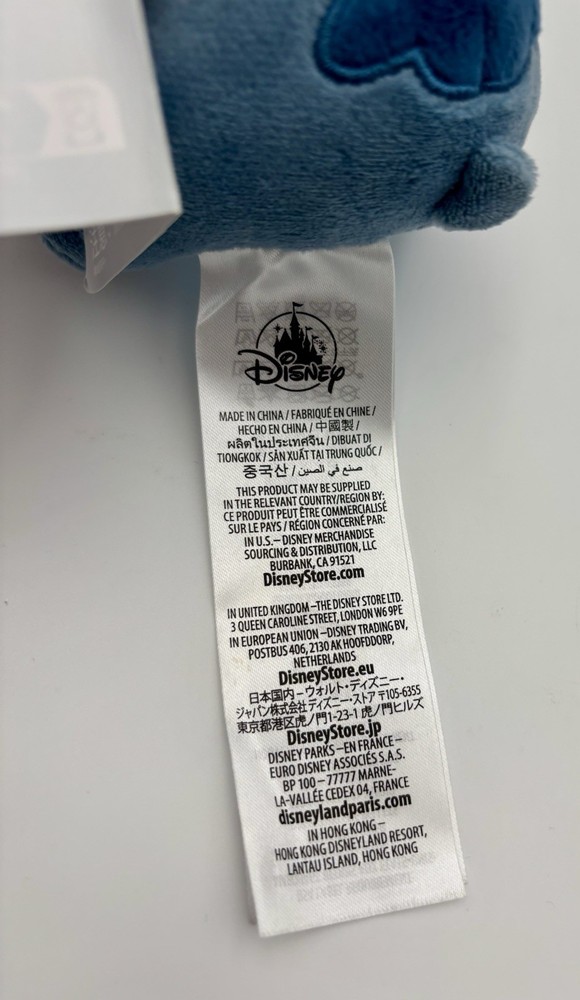 Disney
MADE IN CHINA / FABRIQUÉ EN CHINE /
HECHO EN CHINA / 中國製 /
ผลิตในประเทศจีน / DIBUAT DI
TIONGKOK / SẢN XUẤT TẠI TRUNG QUỐC /
중국산 / صنع في الصين
THIS PRODUCT MAY BE SUPPLIED
IN THE RELEVANT COUNTRY/REGION BY:
CE PRODUIT PEUT ÊTRE COMMERCIALISÉ
SUR LE PAYS / RÉGION CONCERNÉ PAR:
IN U.S.– DISNEY MERCHANDISE
SOURCING & DISTRIBUTION, LLC
BURBANK, CA 91521
DisneyStore.com
IN UNITED KINGDOM –THE DISNEY STORE LTD.
3 QUEEN CAROLINE STREET, LONDON W6 9PE
IN EUROPEAN UNION –DISNEY TRADING BV,
POSTBUS 406, 2130 AK HOOFDDORP,
NETHERLANDS
DisneyStore.eu
日本国内 – ウォルト・ディズニー・
ジャパン株式会社 ディズニー・ストア 〒105-6355
東京都港区虎ノ門1-23-1 虎ノ門ヒルズ
DisneyStore.jp
DISNEY PARKS –EN FRANCE –
EURO DISNEY ASSOCIÉS S.A.S.
BP 100 – 77777 MARNE-
LA-VALLÉE CEDEX 04, FRANCE
disneylandparis.com
IN HONG KONG –
HONG KONG DISNEYLAND RESORT,
LANTAU ISLAND, HONG KONG